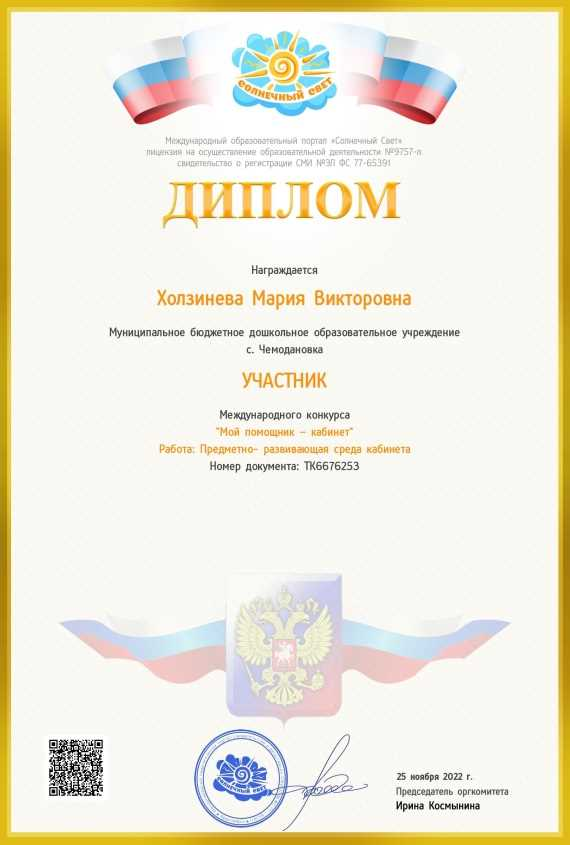 СОЛНЕЧНЫЙ СВЕТ
Международный образовательный портал «Солнечный Свет»
лицензия на осуществление образовательной деятельности №9757-л
свидетельство о регистрации СМИ №ЭЛ ФС 77-65391
ДИПЛОМ
Награждается
Холзинева Мария Викторовна
Муниципальное бюджетное дошкольное образовательное учреждение
с. Чемодановка
УЧАСТНИК
Международного конкурса
"Мой помощник - кабинет"
Работа: Предметно- развивающая среда кабинета
Номер документа: ТК6676253
СОЛНЕЧНЫЙ СВЕТ
25 ноября 2022 г.
Председатель оргкомитета
Ирина Космынина